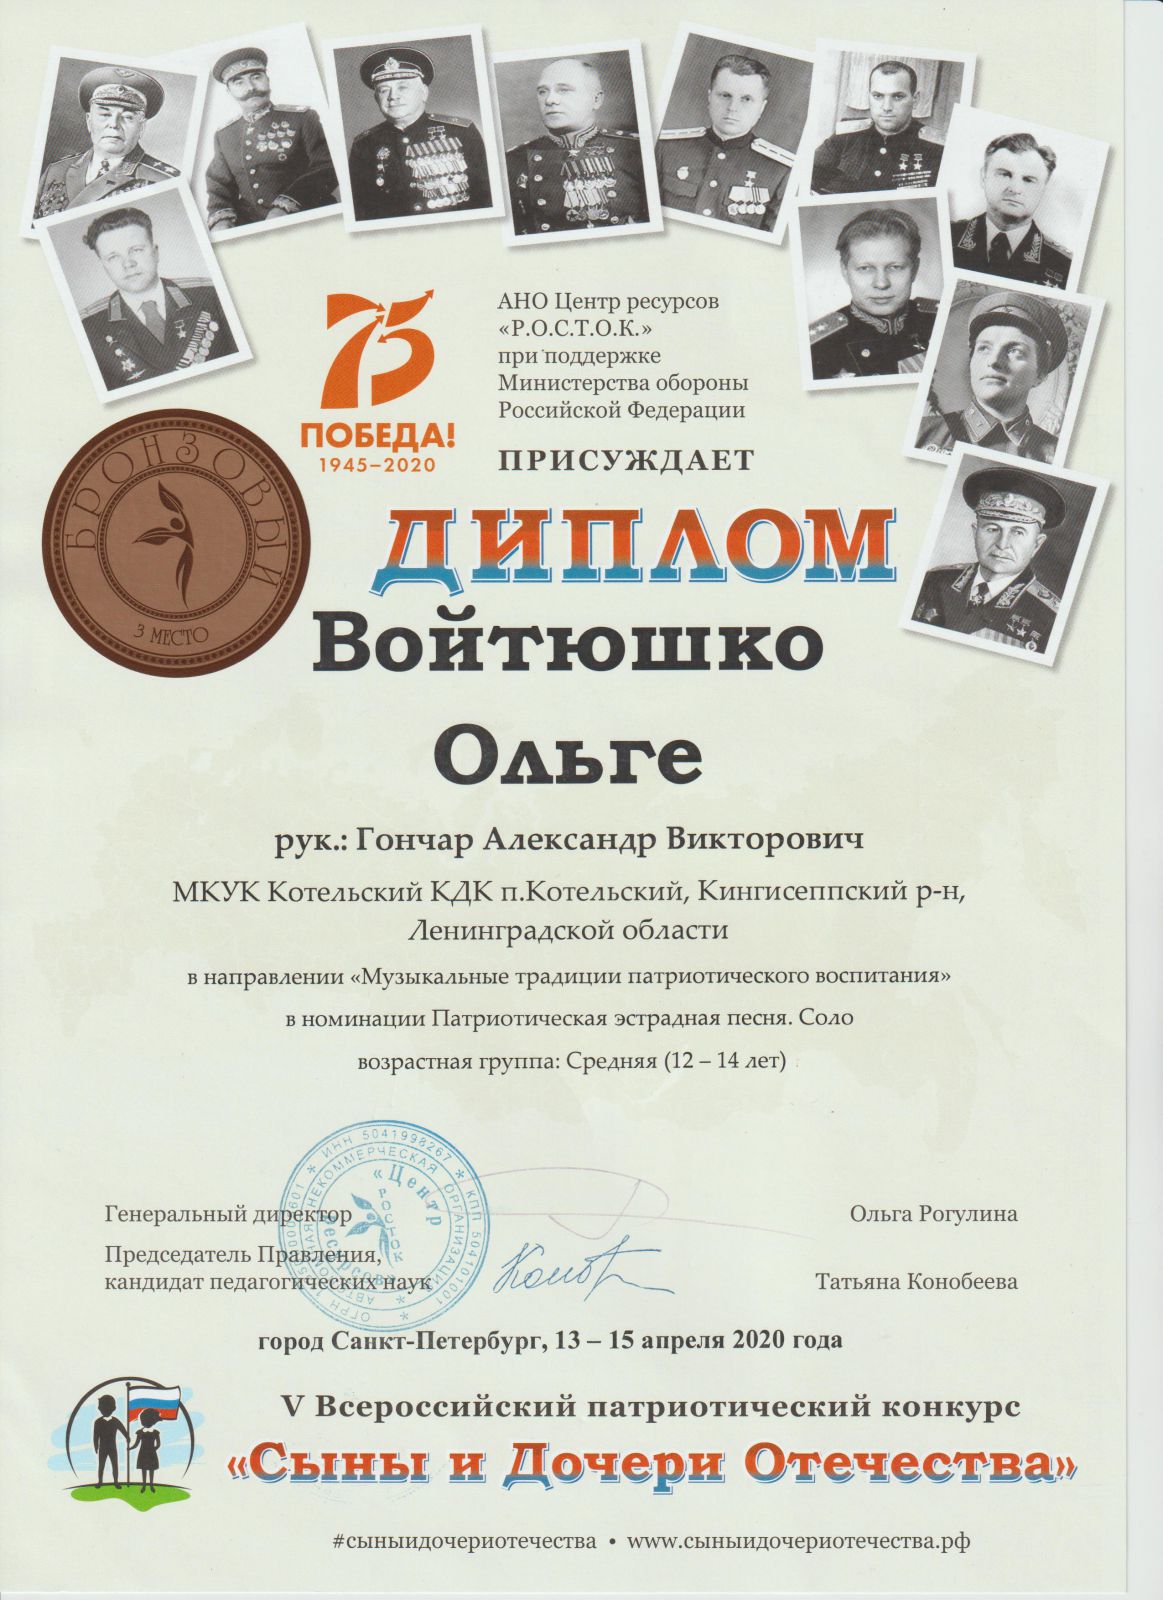 75
ПОБЕДА!
1945–2020
АНО Центр ресурсов
«Р.О.С.Т.О.К.»
при поддержке
Министерства обороны
Российской Федерации
ПРИСУЖДАЕТ
БРОНЗОВЫЙ
3 МЕСТО
ДИПЛОМ
Войтюшко
Ольге
рук.: Гончар Александр Викторович
МКУК Котельский КДК п.Котельский, Кингисеппский р-н,
Ленинградской области
в направлении «Музыкальные традиции патриотического воспитания»
в номинации Патриотическая эстрадная песня. Соло
возрастная группа: Средняя (12 – 14 лет)
ИНН 5041998267 * КПП 504101001
АВТОНОМНАЯ НЕКОММЕРЧЕСКАЯ ОРГАНИЗАЦИЯ
«Центр
ресурсов
РОСТОК
Генеральный директор
Ольга Рогулина
Председатель Правления,
кандидат педагогических наук
Татьяна Конобеева
город Санкт-Петербург, 13 – 15 апреля 2020 года
V Всероссийский патриотический конкурс
«Сыны и Дочери Отечества»
#сыныидочериотечества • www.сыныидочериотечества.рф